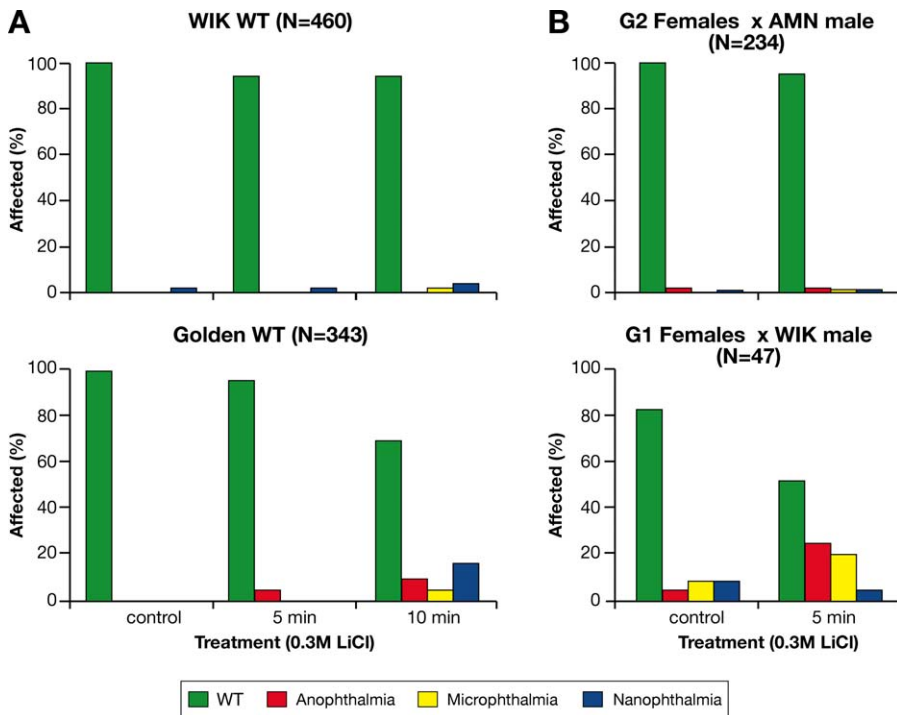 A
WIK WT (N=460)
Affected (%)
100
80
60
40
20
0
Golden WT (N=343)
Affected (%)
100
80
60
40
20
0
control 5 min 10 min
Treatment (0.3M LiCl)
B
G2 Females x AMN male
(N=234)
Affected (%)
100
80
60
40
20
0
G1 Females x WIK male
(N=47)
Affected (%)
100
80
60
40
20
0
control 5 min
Treatment (0.3M LiCl)
WT Anophthalmia Microphthalmia Nanophthalmia